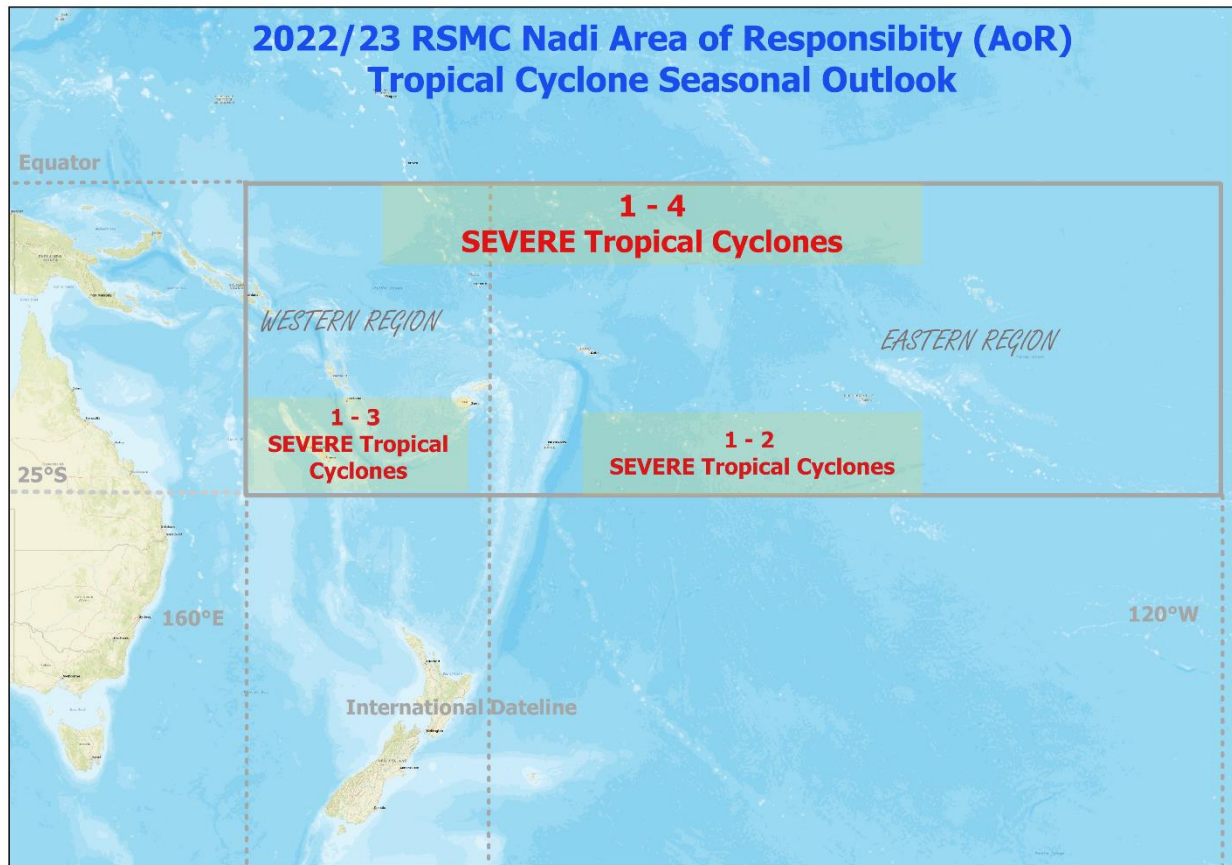 2022/23 RSMC Nadi Area of Responsibity (AoR)
Tropical Cyclone Seasonal Outlook
Equator
1 - 4
SEVERE Tropical Cyclones
WESTERN REGION
EASTERN REGION
1 - 3
SEVERE Tropical
Cyclones
1 - 2
SEVERE Tropical Cyclones
25°S
160°E
120°W
International Dateline